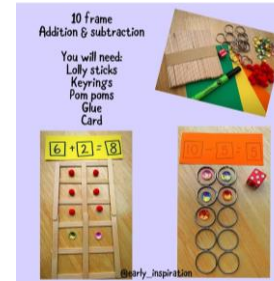 10 frame
Addition & subtraction
You will need:
Lolly sticks
Keyrings
Pom poms
Glue
Card
6 + 2 = 8
10 - 5 = 5
@early_inspiration